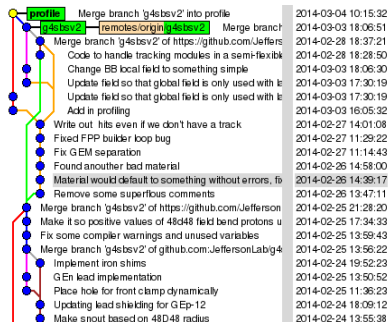 profile Merge branch 'g4sbsv2' into profile 2014-03-04 10:15:32
g4sbsv2 remotes/origin/g4sbsv2 Merge branch 2014-03-03 18:06:51
Merge branch 'g4sbsv2' of https://github.com/Jeffers 2014-02-28 18:37:21
Code to handle tracking modules in a semi-flexible 2014-02-28 18:28:50
Change BB local field to something simple 2014-03-03 18:06:30
Update field so that global field is only used with la 2014-03-03 17:30:19
Update field so that global field is only used with la 2014-03-03 17:30:19
Add in profiling 2014-03-03 16:05:32
Write out hits even if we don't have a track 2014-02-27 14:01:08
Fixed FPP builder loop bug 2014-02-27 11:29:22
Fix GEM separation 2014-02-27 11:14:43
Found anouther bad material 2014-02-26 14:58:00
Material would default to something without errors, fi 2014-02-26 14:39:17
Remove some superflous comments 2014-02-26 13:47:11
Merge branch 'g4sbsv2' of https://github.com/Jefferson 2014-02-25 21:28:20
Make it so positive values of 48d48 field bend protons u 2014-02-25 17:34:33
Fix some compiler warnings and unused variables 2014-02-25 13:59:43
Merge branch 'g4sbsv2' of github.com:JeffersonLab/g4s 2014-02-25 13:56:22
Implement iron shims 2014-02-24 19:52:23
GEn lead implementation 2014-02-25 13:50:52
Place hole for front clamp dynamically 2014-02-25 11:36:23
Updating lead shielding for GEp-12 2014-02-24 18:09:12
Make snout based on 48D48 radius 2014-02-24 13:55:38